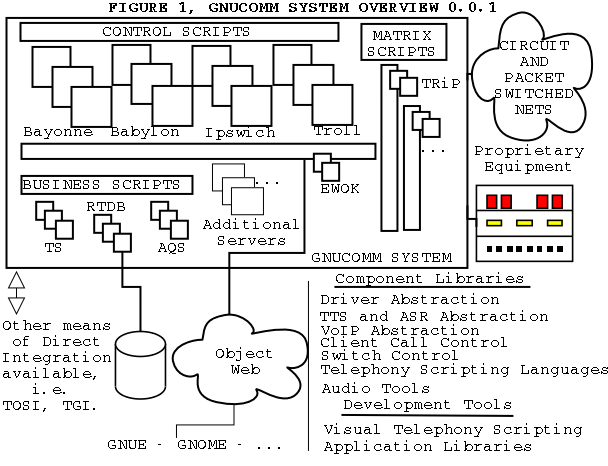 FIGURE 1, GNUCOMM SYSTEM OVERVIEW 0.0.1
CONTROL SCRIPTS
MATRIX
SCRIPTS
CIRCUIT
AND
PACKET
SWITCHED
NETS
TRiP
Bayonne
Babylon
Ipswich
Troll
...
Proprietary
Equipment
BUSINESS SCRIPTS
...
EWOK
RTDB
TS
AQS
Additional
Servers
GNUCOMM SYSTEM
Other means
of Direct
Integration
available,
i.e.
TOSI, TGI.
Object
Web
GNUE - GNOME - ...
Component Libraries
Driver Abstraction
TTS and ASR Abstraction
VoIP Abstraction
Client Call Control
Switch Control
Telephony Scripting Languages
Audio Tools
Development Tools
Visual Telephony Scripting
Application Libraries